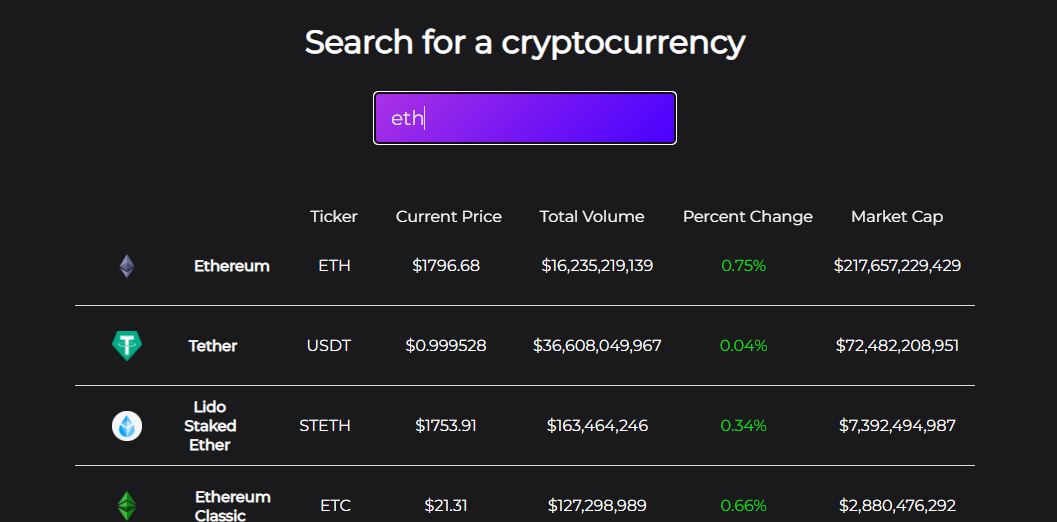 Search for a cryptocurrency
eth
Ticker Current Price Total Volume Percent Change Market Cap
Ethereum ETH $1796.68 $16,235,219,139 0.75% $217,657,229,429
Tether USDT $0.999528 $36,608,049,967 0.04% $72,482,208,951
Lido
Staked
Ether
STETH $1753.91 $163,464,246 0.34% $7,392,494,987
Ethereum
Classic
ETC $21.31 $127,298,989 0.66% $2,880,476,292